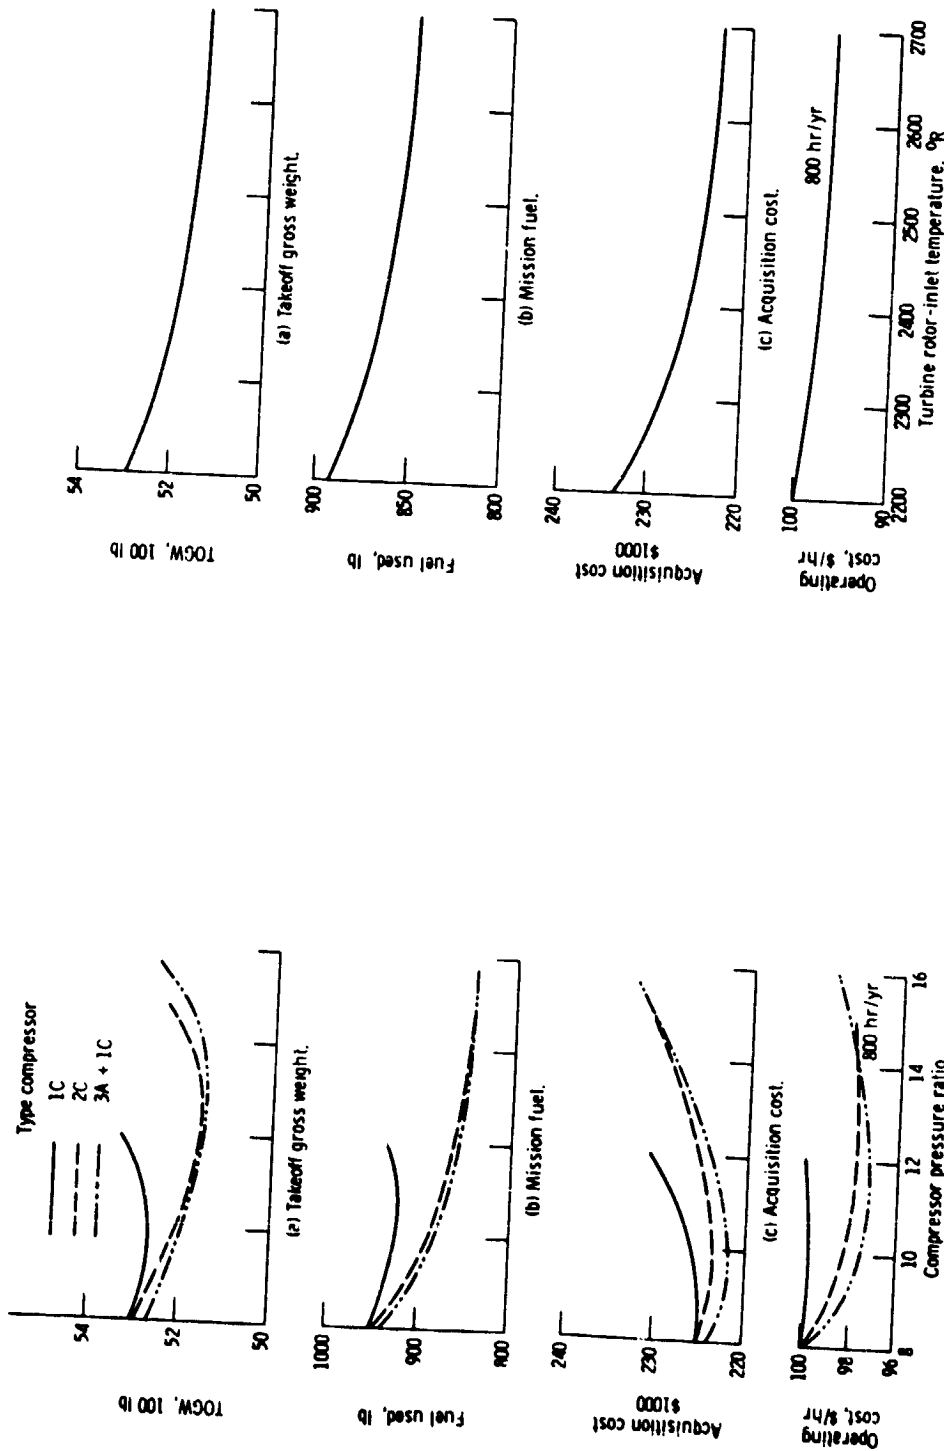 Type compressor
1C
2C
3A + 1C
TOGW, 100 lb
54
52
50
(a) Takeoff gross weight.
Fuel used, lb
1000
900
800
(b) Mission fuel.
Acquisition cost
$1000
240
230
220
(c) Acquisition cost.
Operating
cost, $/hr
100
98
96
800 hr/yr
8
10
12
14
16
Compressor pressure ratio
TOGW, 100 lb
54
52
50
(a) Takeoff gross weight.
Fuel used, lb
900
850
800
(b) Mission fuel.
Acquisition cost
$1000
240
230
220
(c) Acquisition cost.
Operating
cost, $/hr
100
90
800 hr/yr
2200
2300
2400
2500
2600
2700
Turbine rotor-inlet temperature, °R